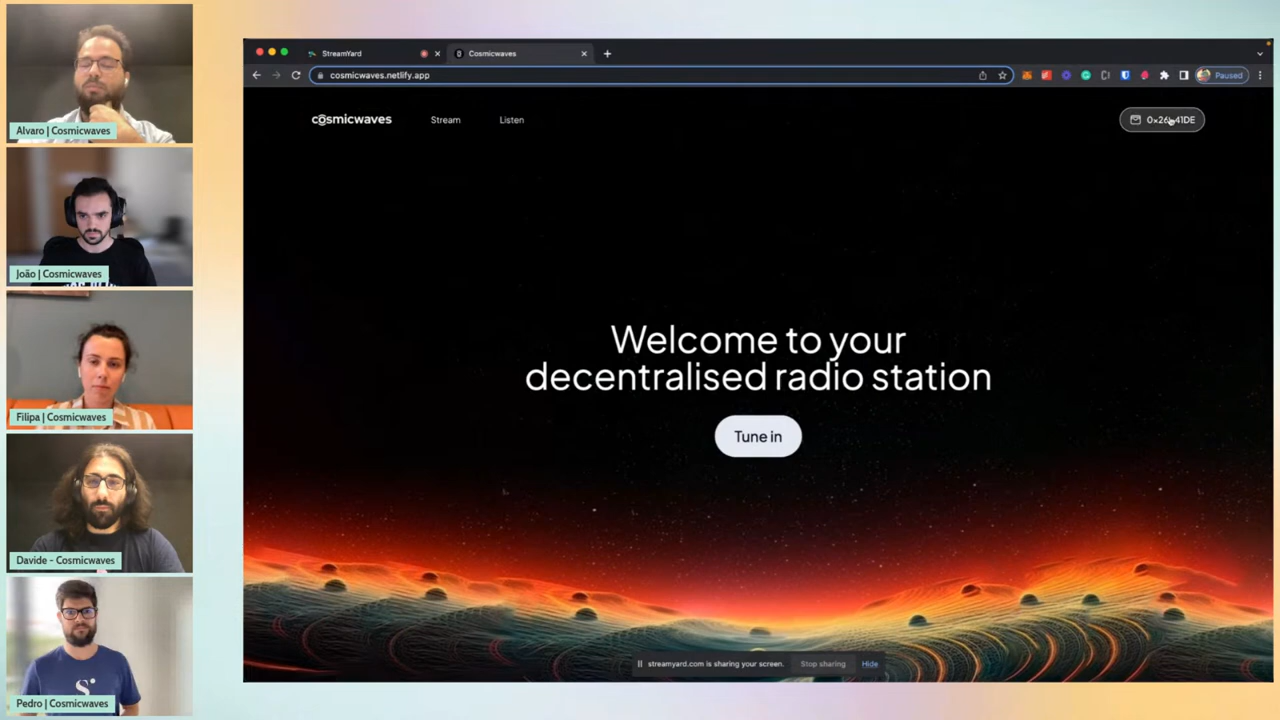 Alvaro | Cosmicwaves
João | Cosmicwaves
Filipa | Cosmicwaves
Davide - Cosmicwaves
Pedro | Cosmicwaves
StreamYard
Cosmicwaves
cosmicwaves.netlify.app
Paused
cosmicwaves
Stream
Listen
Welcome to your
decentralised radio station
Tune in
streamyard.com is sharing your screen.
Stop sharing
Hide